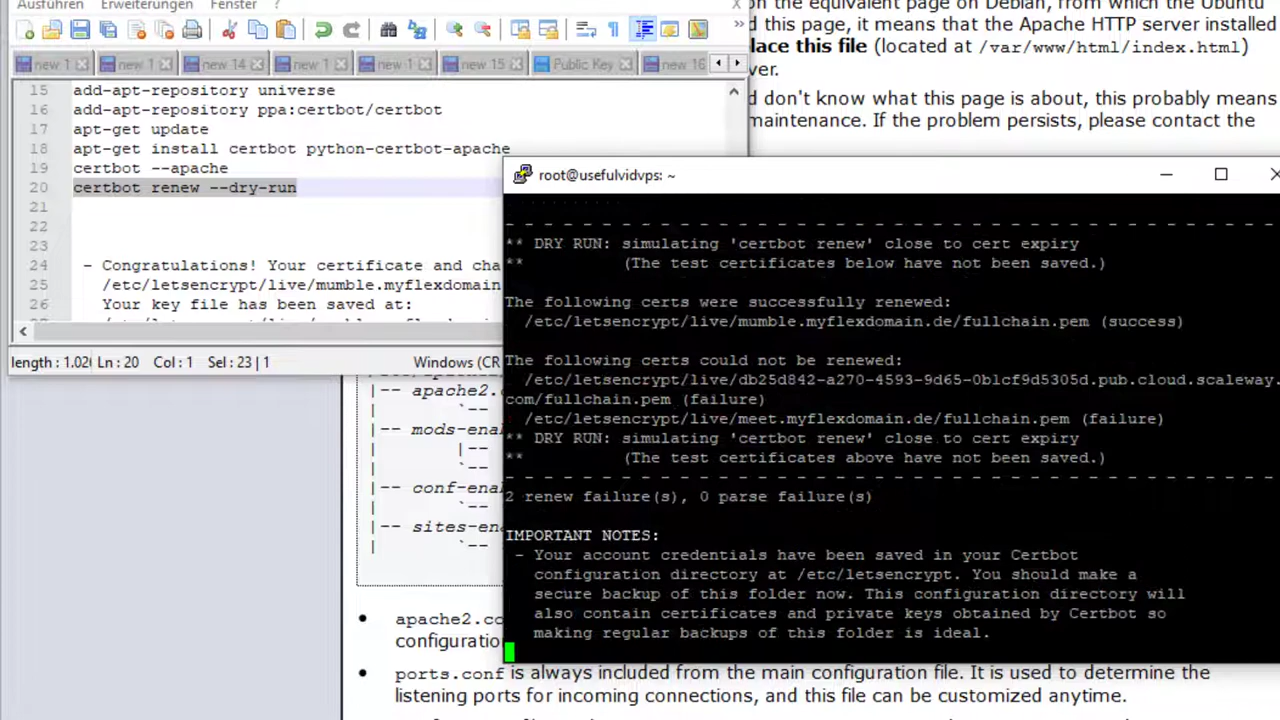 Ausführen Erweiterungen Fenster ?
new 1 new 1 new 14 new 1 new 1 new 15 Public Key new 16
15 add-apt-repository universe
16 add-apt-repository ppa:certbot/certbot
17 apt-get update
18 apt-get install certbot python-certbot-apache
19 certbot --apache
20 certbot renew --dry-run
21
22
23
24 - Congratulations! Your certificate and cha
25 /etc/letsencrypt/live/mumble.myflexdomain.
26 Your key file has been saved at:
length : 1.02 Ln : 20 Col : 1 Sel : 23 | 1 Windows (CR
on the equivalent page on Debian, from which the Ubuntu
d this page, it means that the Apache HTTP server installed
lace this file (located at /var/www/html/index.html)
ver.
d don't know what this page is about, this probably means
maintenance. If the problem persists, please contact the
root@usefulvidvps: ~
- - - - - - - - - - - - - - - - - - - - - - - - - - - - - - - - - - - - - - - -
** DRY RUN: simulating 'certbot renew' close to cert expiry
** (The test certificates below have not been saved.)
The following certs were successfully renewed:
/etc/letsencrypt/live/mumble.myflexdomain.de/fullchain.pem (success)
The following certs could not be renewed:
/etc/letsencrypt/live/db25d842-a270-4593-9d65-0b1cf9d5305d.pub.cloud.scaleway.
com/fullchain.pem (failure)
/etc/letsencrypt/live/meet.myflexdomain.de/fullchain.pem (failure)
** DRY RUN: simulating 'certbot renew' close to cert expiry
** (The test certificates above have not been saved.)
- - - - - - - - - - - - - - - - - - - - - - - - - - - - - - - - - - - - - - - -
2 renew failure(s), 0 parse failure(s)
IMPORTANT NOTES:
- Your account credentials have been saved in your Certbot
configuration directory at /etc/letsencrypt. You should make a
secure backup of this folder now. This configuration directory will
also contain certificates and private keys obtained by Certbot so
making regular backups of this folder is ideal.
|-- apache2.c
| `--
|-- mods-enab
| |--
| `--
|-- conf-enab
| `--
|-- sites-en
| `--
• apache2.co
configuration
• ports.conf is always included from the main configuration file. It is used to determine the
listening ports for incoming connections, and this file can be customized anytime.